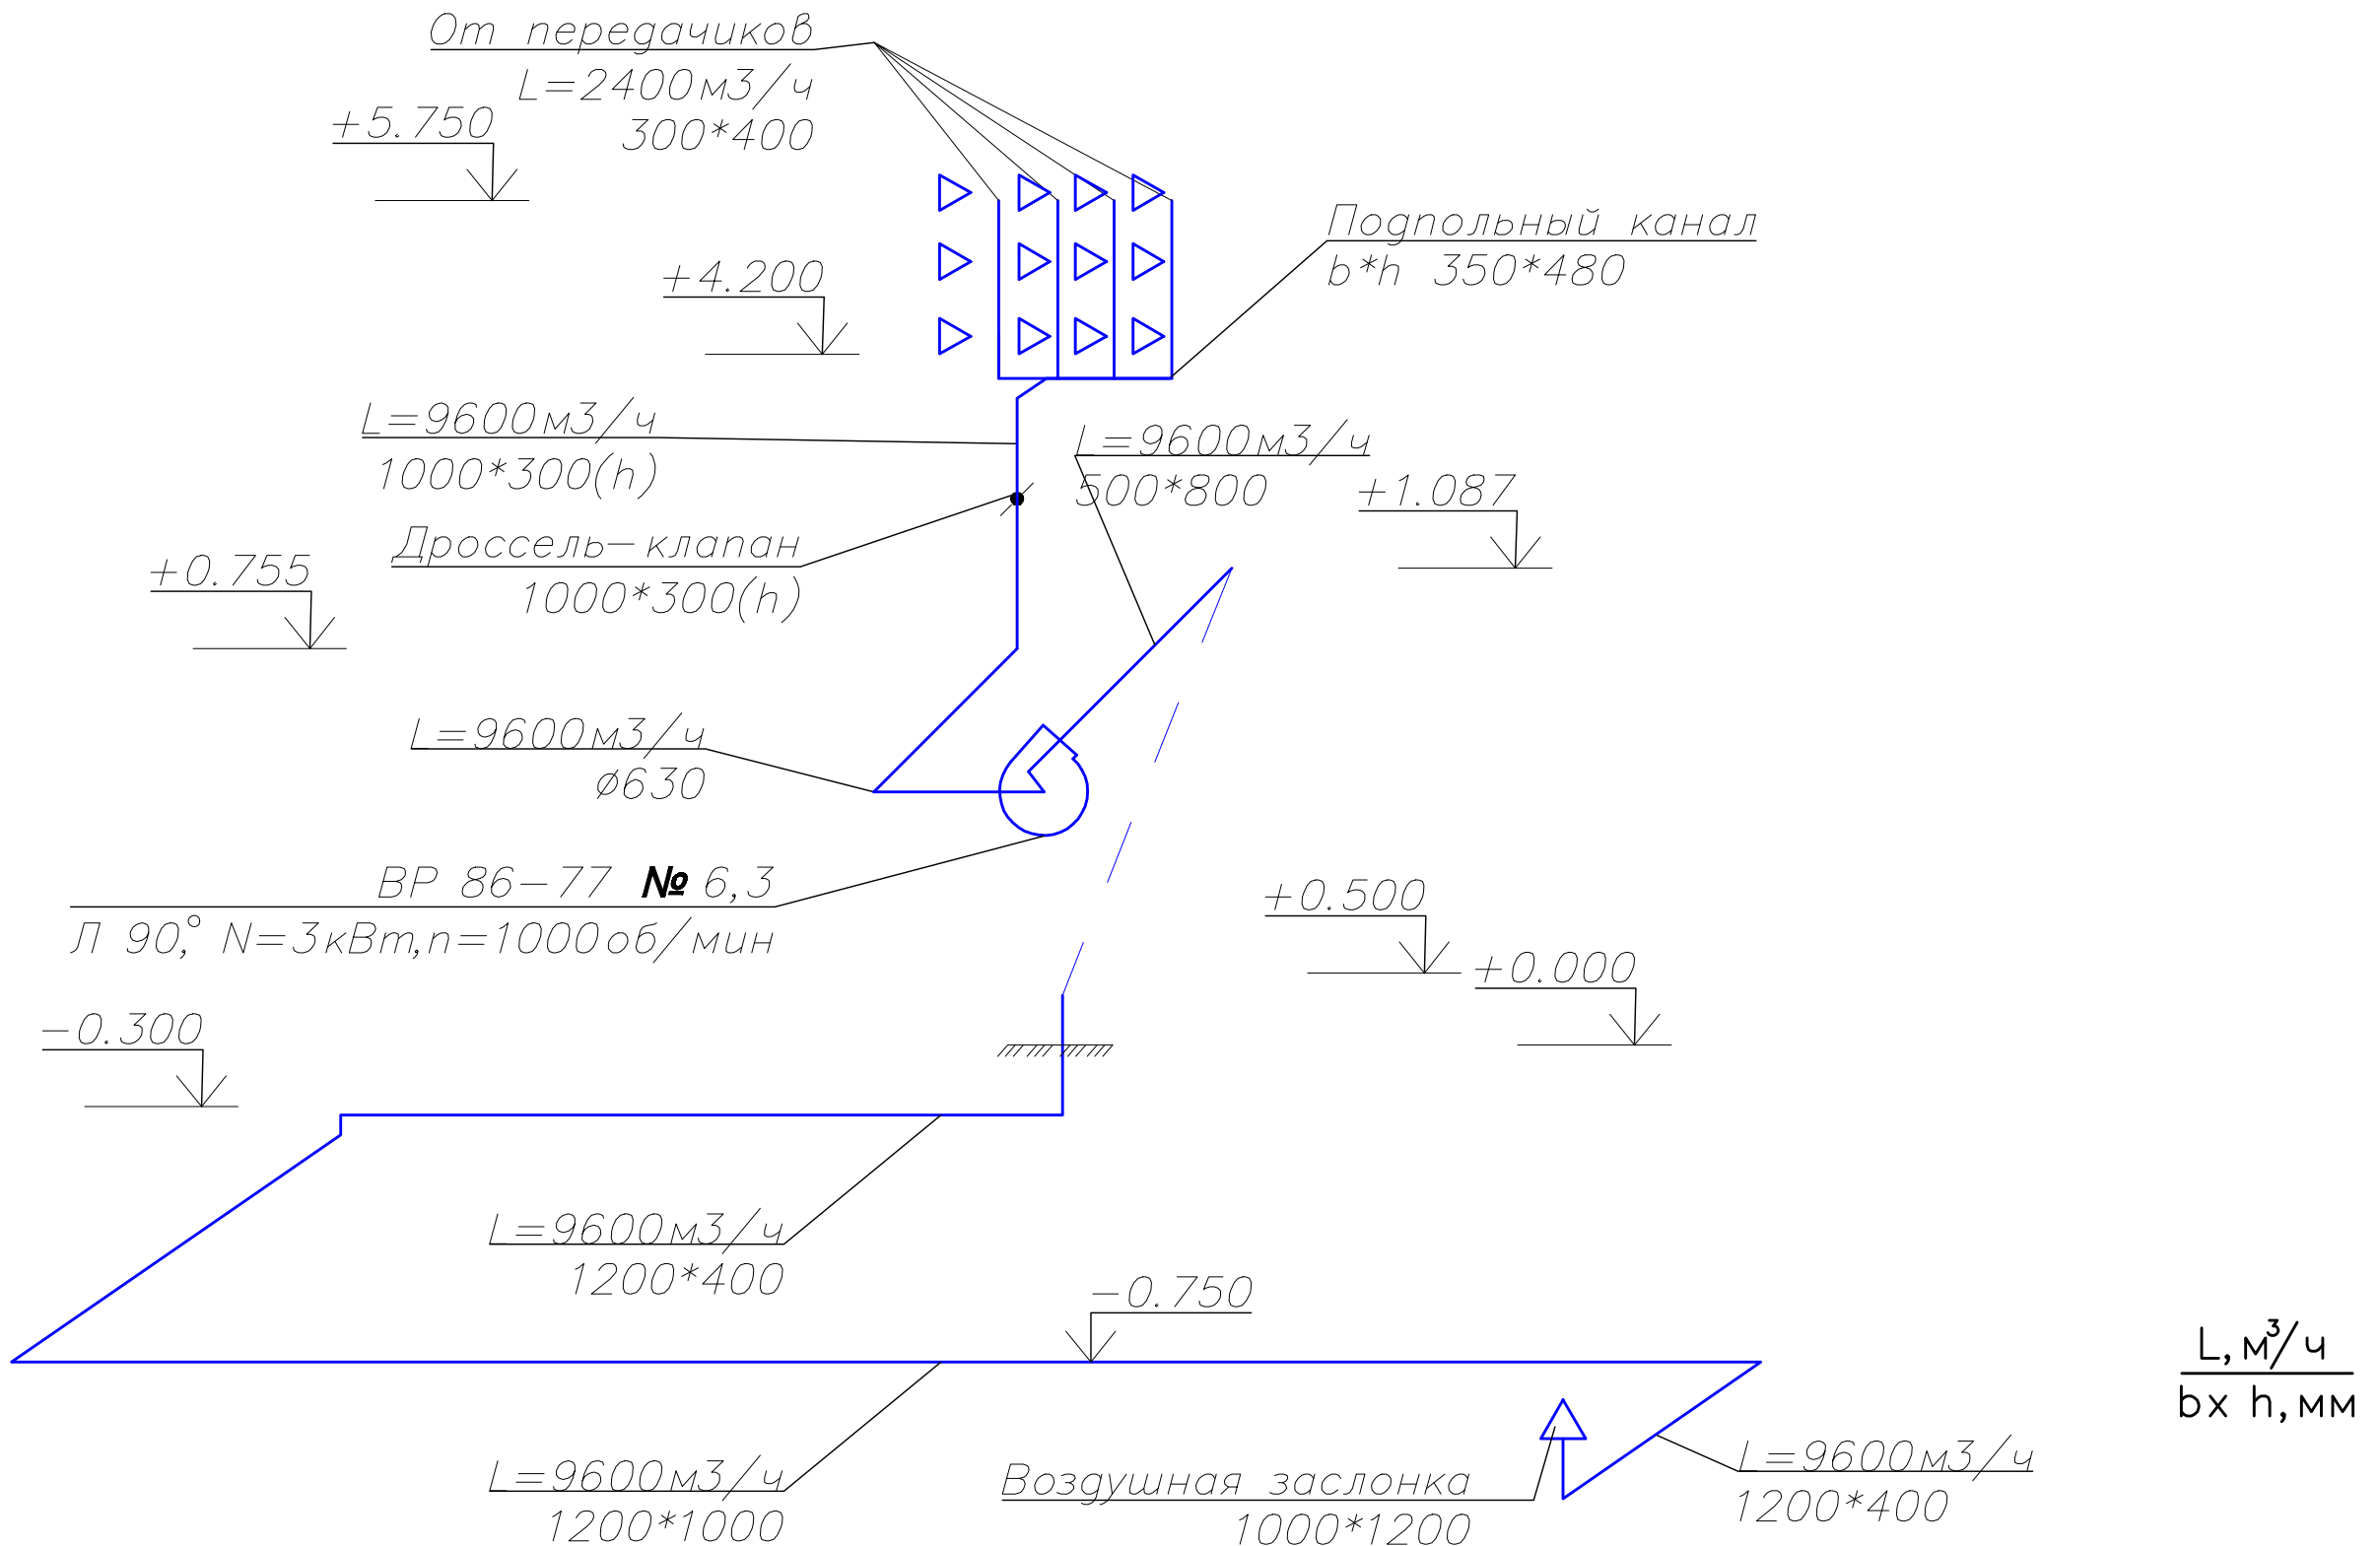 От передачиков
L=2400м3/ч
300*400
+5.750
Подпольный канал
b*h 350*480
+4.200
L=9600м3/ч
1000*300(h)
L=9600м3/ч
500*800
+1.087
Дроссель-клапан
1000*300(h)
+0.755
L=9600м3/ч
ø630
ВР 86-77 № 6,3
Л 90,° N=3кВт,n=1000об/мин
+0.500
+0.000
-0.300
L=9600м3/ч
1200*400
-0.750
L,м³/ч
bx h,мм
L=9600м3/ч
1200*1000
Воздушная заслонка
1000*1200
L=9600м3/ч
1200*400